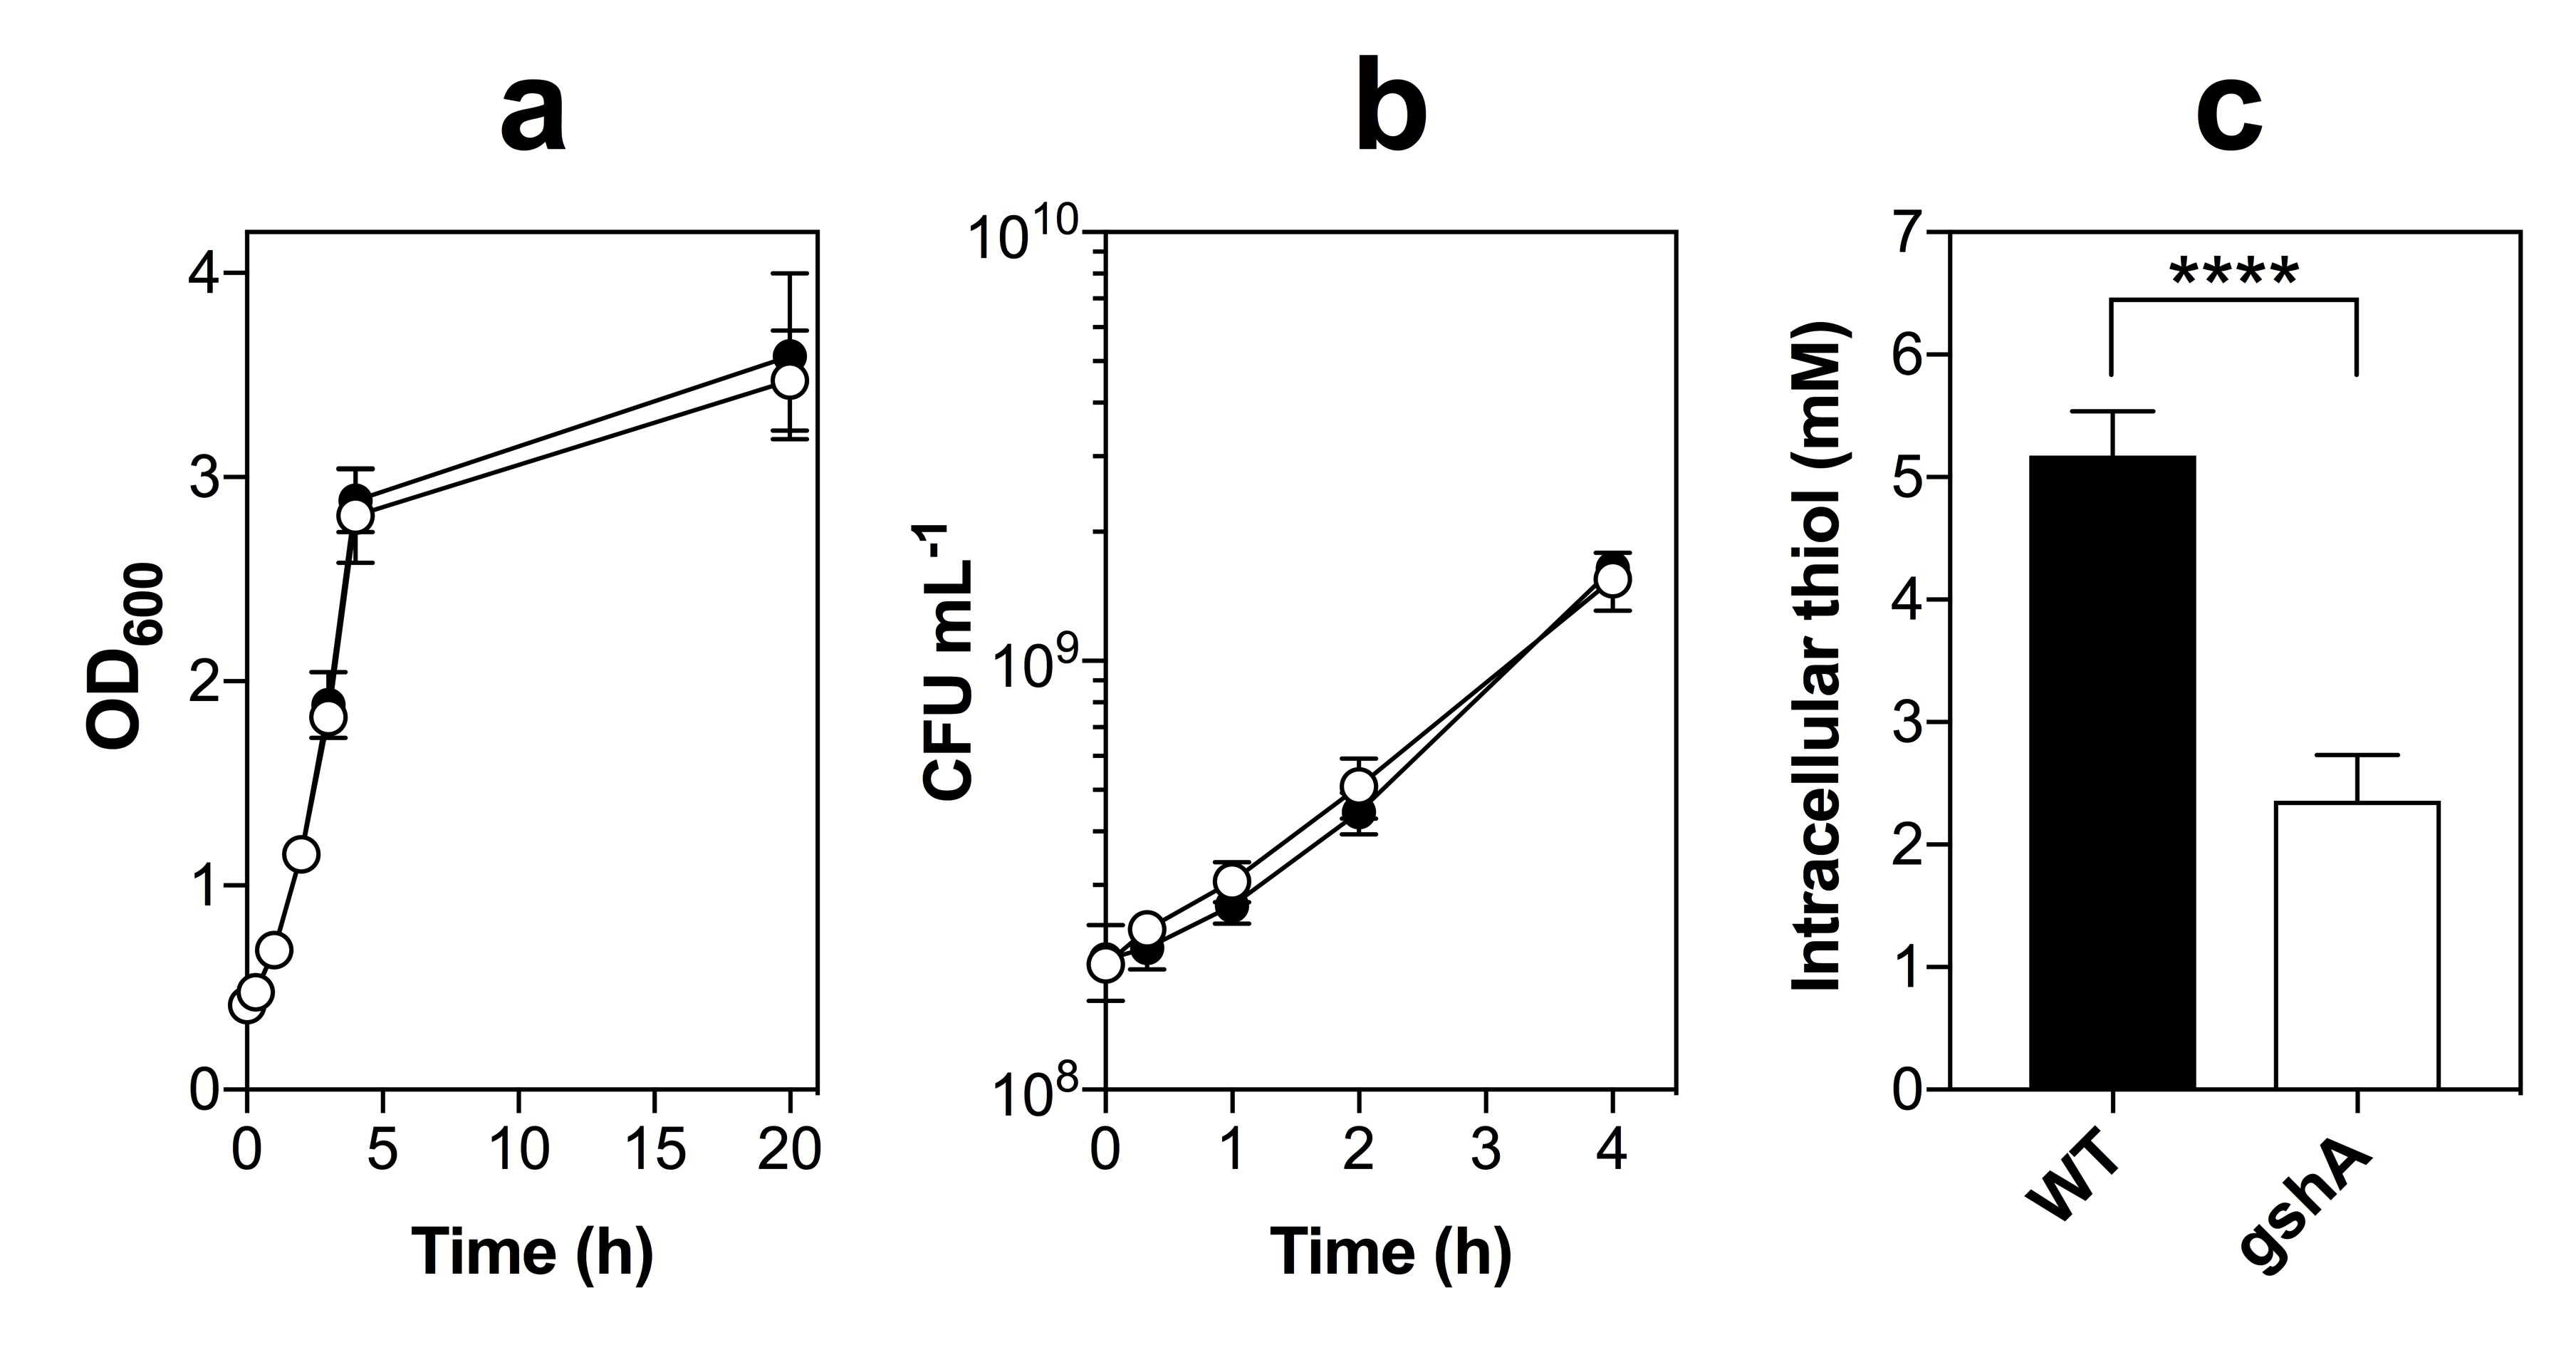 a
b
c
OD600
4
3
2
1
0
0 5 10 15 20
Time (h)
CFU mL-1
10^10
10^9
10^8
0 1 2 3 4
Time (h)
Intracellular thiol (mM)
7
6
5
4
3
2
1
0
****
WT
gshA